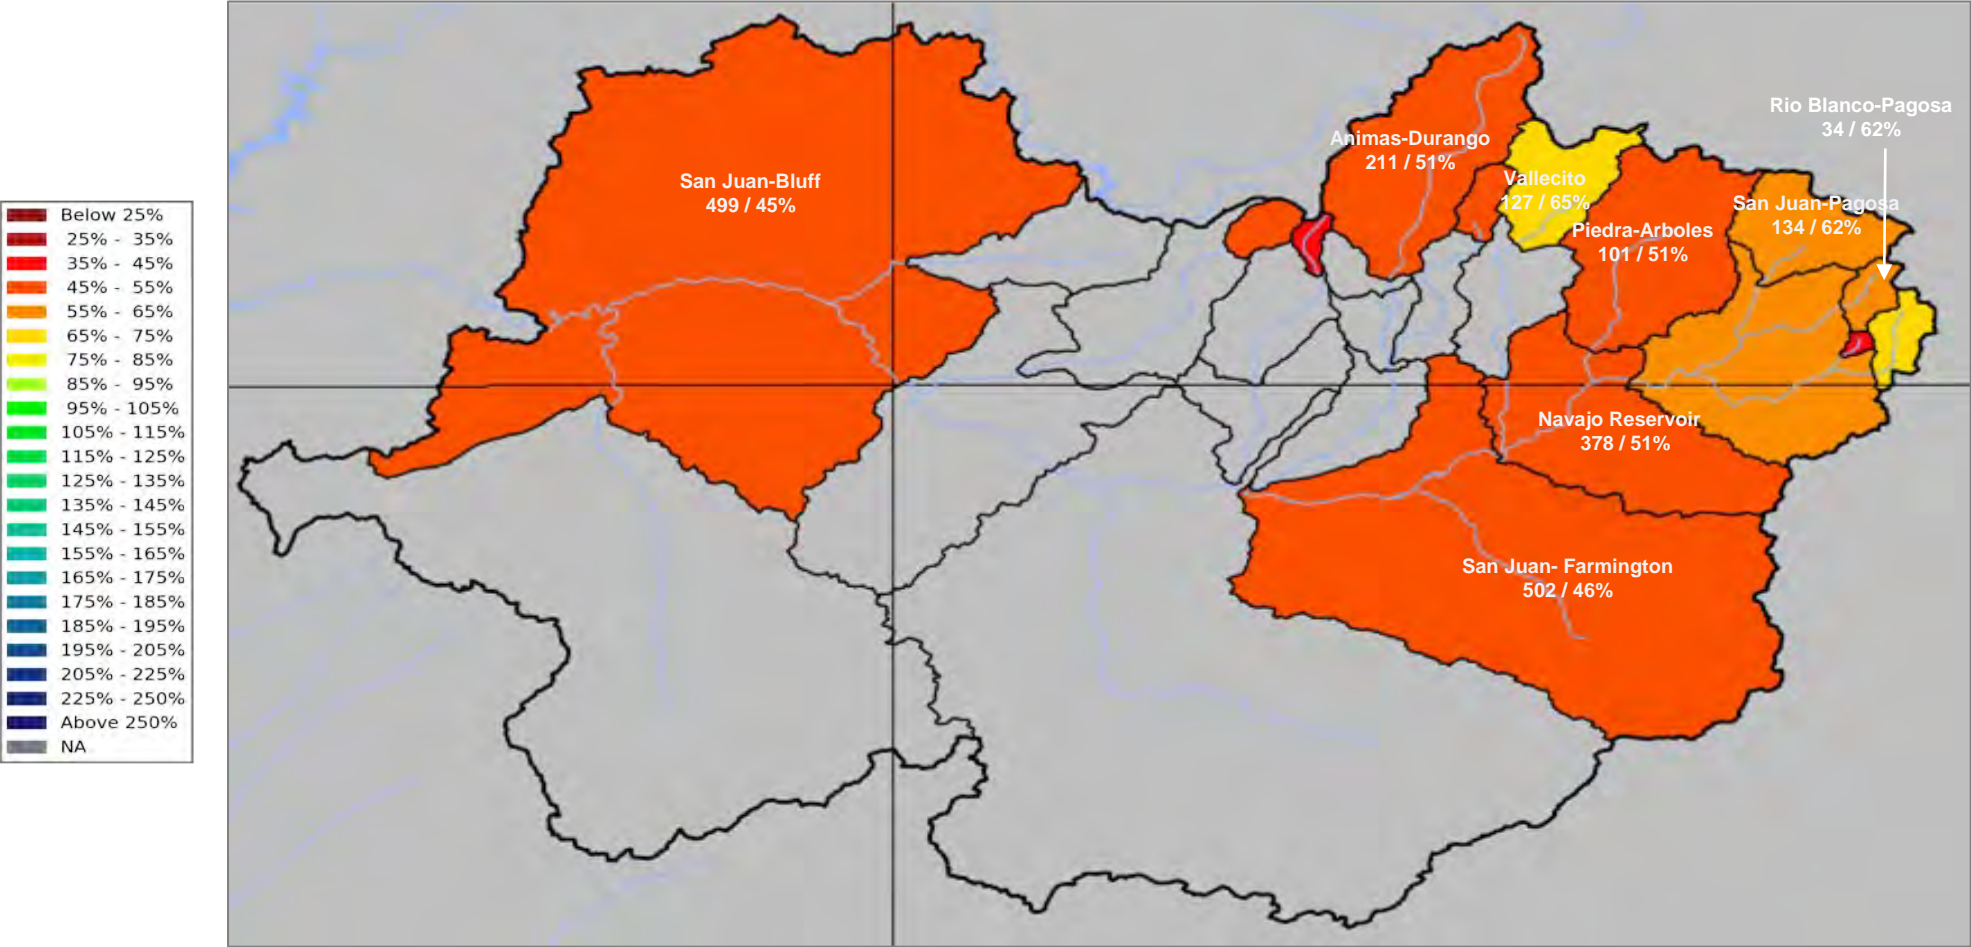 Below 25%
25% - 35%
35% - 45%
45% - 55%
55% - 65%
65% - 75%
75% - 85%
85% - 95%
95% - 105%
105% - 115%
115% - 125%
125% - 135%
135% - 145%
145% - 155%
155% - 165%
165% - 175%
175% - 185%
185% - 195%
195% - 205%
205% - 225%
225% - 250%
Above 250%
NA
San Juan-Bluff
499 / 45%
Animas-Durango
211 / 51%
Vallecito
127 / 65%
Piedra-Arboles
101 / 51%
San Juan-Pagosa
134 / 62%
Rio Blanco-Pagosa
34 / 62%
Navajo Reservoir
378 / 51%
San Juan- Farmington
502 / 46%